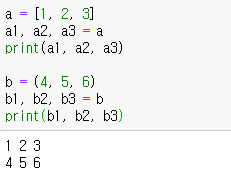 a = [1, 2, 3]
a1, a2, a3 = a
print(a1, a2, a3)
b = (4, 5, 6)
b1, b2, b3 = b
print(b1, b2, b3)
1 2 3
4 5 6